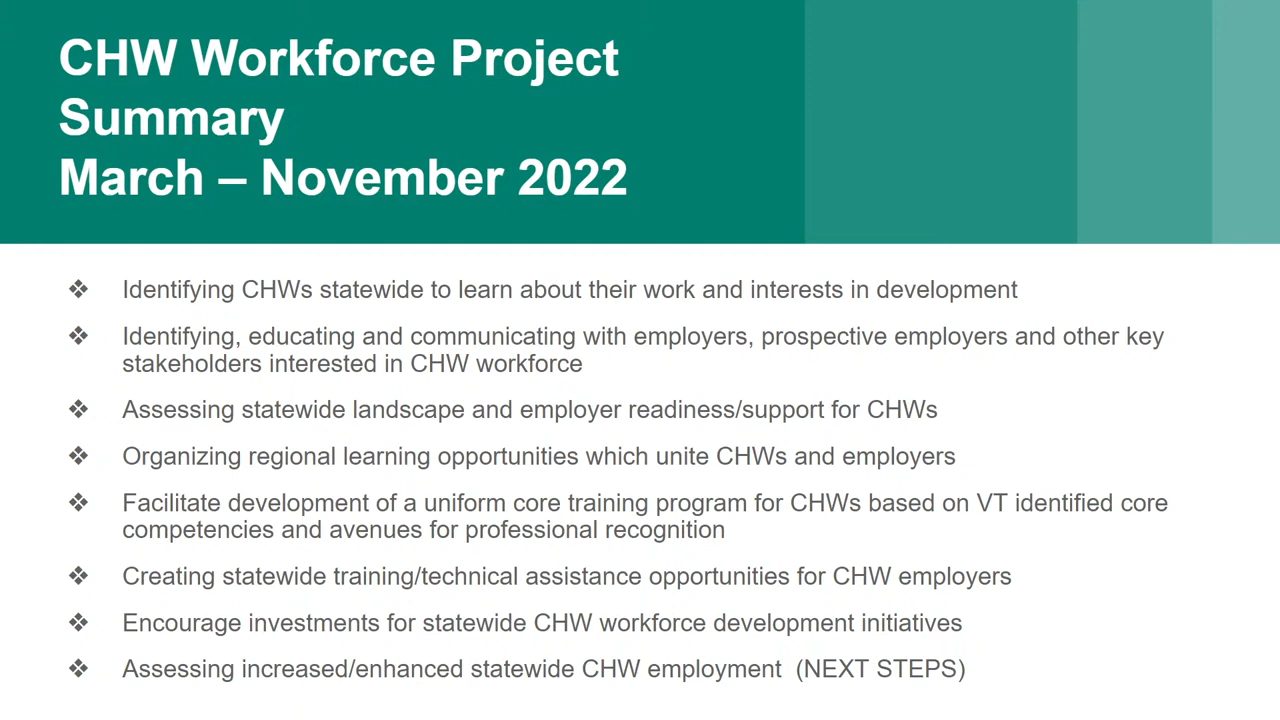 CHW Workforce Project
Summary
March – November 2022
❖ Identifying CHWs statewide to learn about their work and interests in development
❖ Identifying, educating and communicating with employers, prospective employers and other key
stakeholders interested in CHW workforce
❖ Assessing statewide landscape and employer readiness/support for CHWs
❖ Organizing regional learning opportunities which unite CHWs and employers
❖ Facilitate development of a uniform core training program for CHWs based on VT identified core
competencies and avenues for professional recognition
❖ Creating statewide training/technical assistance opportunities for CHW employers
❖ Encourage investments for statewide CHW workforce development initiatives
❖ Assessing increased/enhanced statewide CHW employment  (NEXT STEPS)